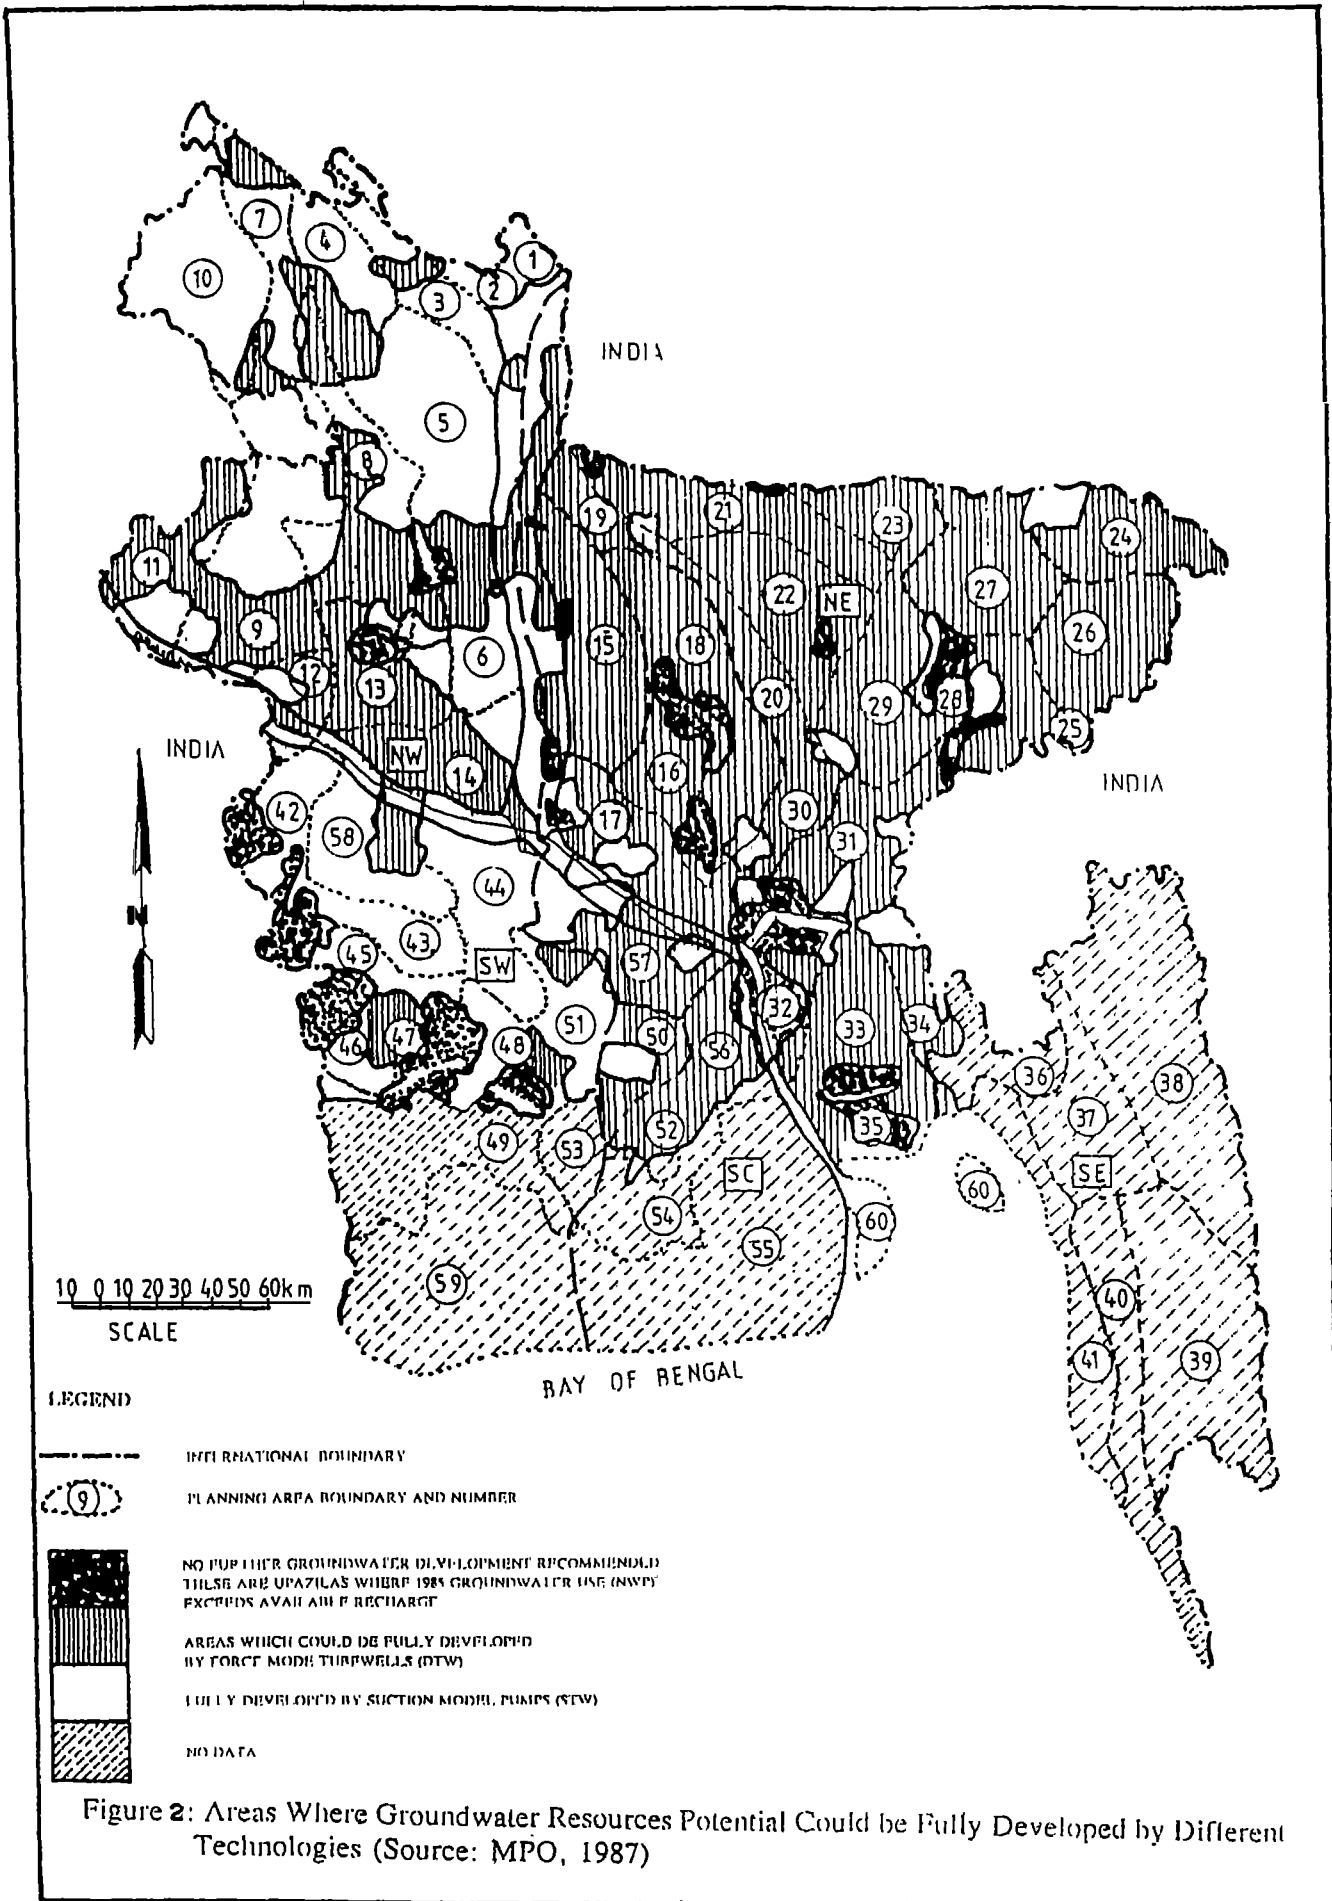 7
4
1
10
2
3
INDIA
5
8
19
21
23
24
11
27
22
NE
9
15
18
26
6
12
13
20
29
28
25
INDIA
NW
14
16
INDIA
42
17
30
58
31
44
43
45
SW
57
N
32
51
33
34
46
47
48
50
56
36
38
37
35
49
53
52
SC
SE
60
54
60
55
59
40
10 0 10 20 30 40 50 60km
SCALE
41
39
BAY OF BENGAL
LEGEND
INTERNATIONAL BOUNDARY
9
PLANNING AREA BOUNDARY AND NUMBER
NO FURTHER GROUNDWATER DEVELOPMENT RECOMMENDED
THESE ARE UPAZILAS WHERE 1985 GROUNDWATER USE (NWP)
EXCEEDS AVAILABLE RECHARGE
AREAS WHICH COULD BE FULLY DEVELOPED
BY FORCE MODE TUBEWELLS (DTW)
FULLY DEVELOPED BY SUCTION MODEL PUMPS (STW)
NO DATA
Figure 2: Areas Where Groundwater Resources Potential Could be Fully Developed by Different
Technologies (Source: MPO, 1987)